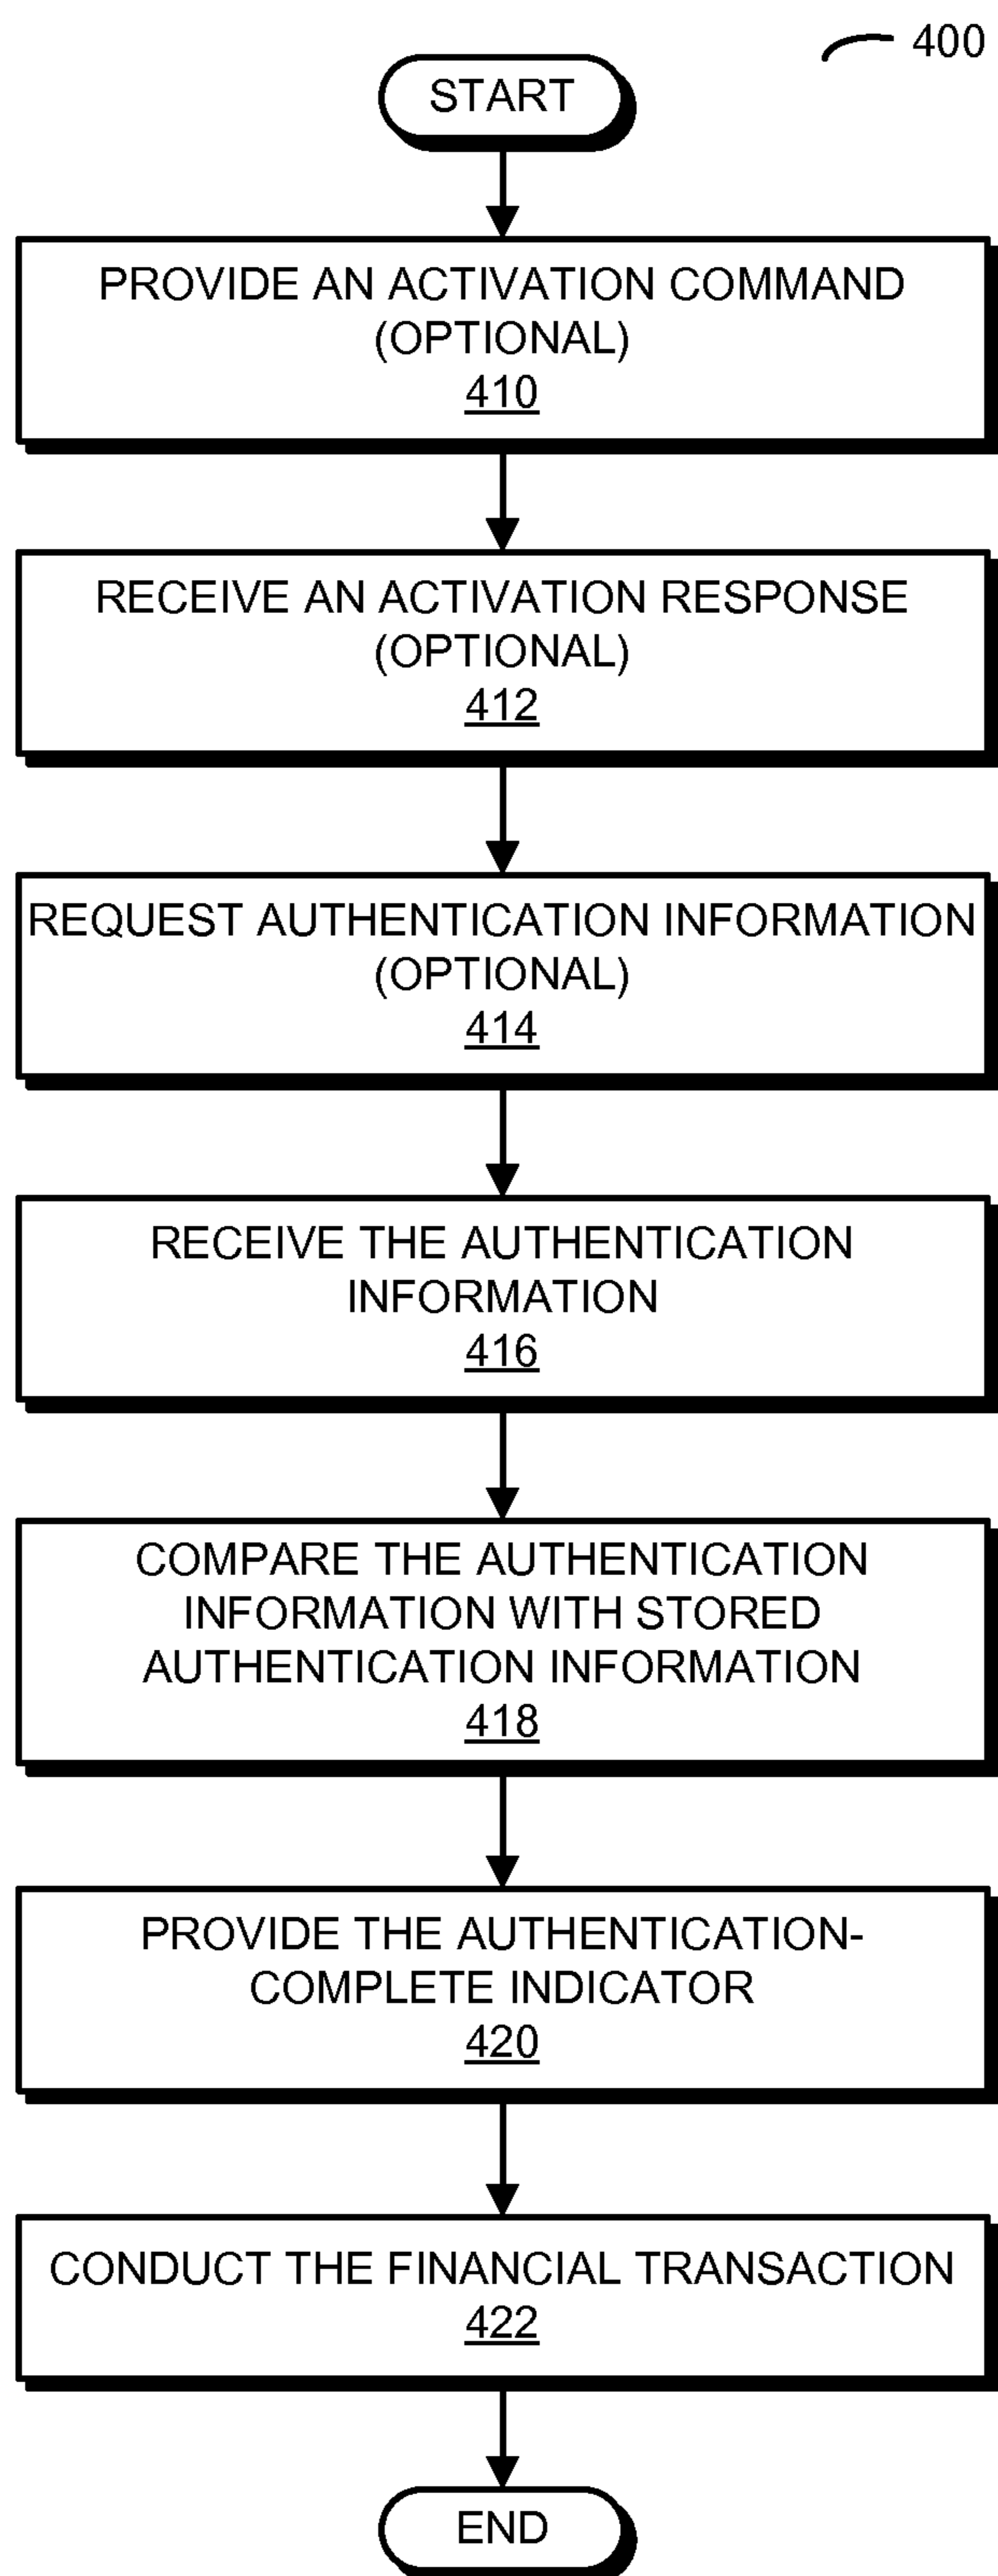 400
START
PROVIDE AN ACTIVATION COMMAND
(OPTIONAL)
410
RECEIVE AN ACTIVATION RESPONSE
(OPTIONAL)
412
REQUEST AUTHENTICATION INFORMATION
(OPTIONAL)
414
RECEIVE THE AUTHENTICATION
INFORMATION
416
COMPARE THE AUTHENTICATION
INFORMATION WITH STORED
AUTHENTICATION INFORMATION
418
PROVIDE THE AUTHENTICATION-
COMPLETE INDICATOR
420
CONDUCT THE FINANCIAL TRANSACTION
422
END